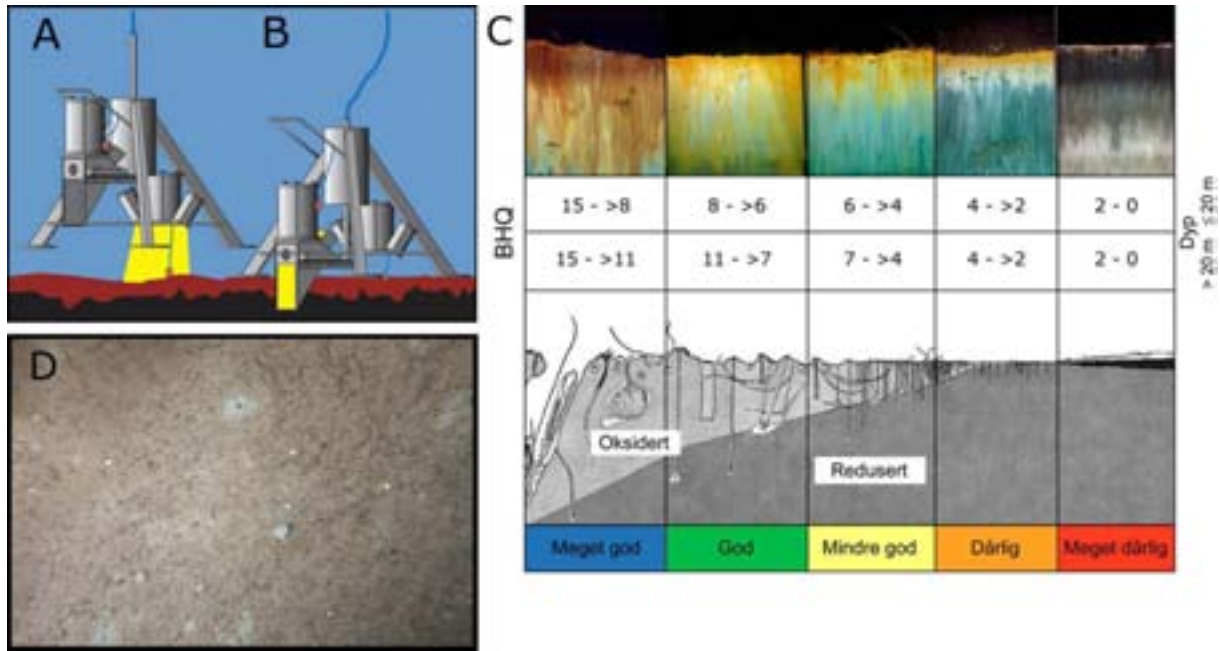 A
B
C
BHQ
15 - >8 8 - >6 6 - >4 4 - >2 2 - 0
15 - >11 11 - >7 7 - >4 4 - >2 2 - 0
Dyp
> 20 m ≤ 20 m
Oksidert
Redusert
Meget god God Mindre god Dårlig Meget dårlig
D